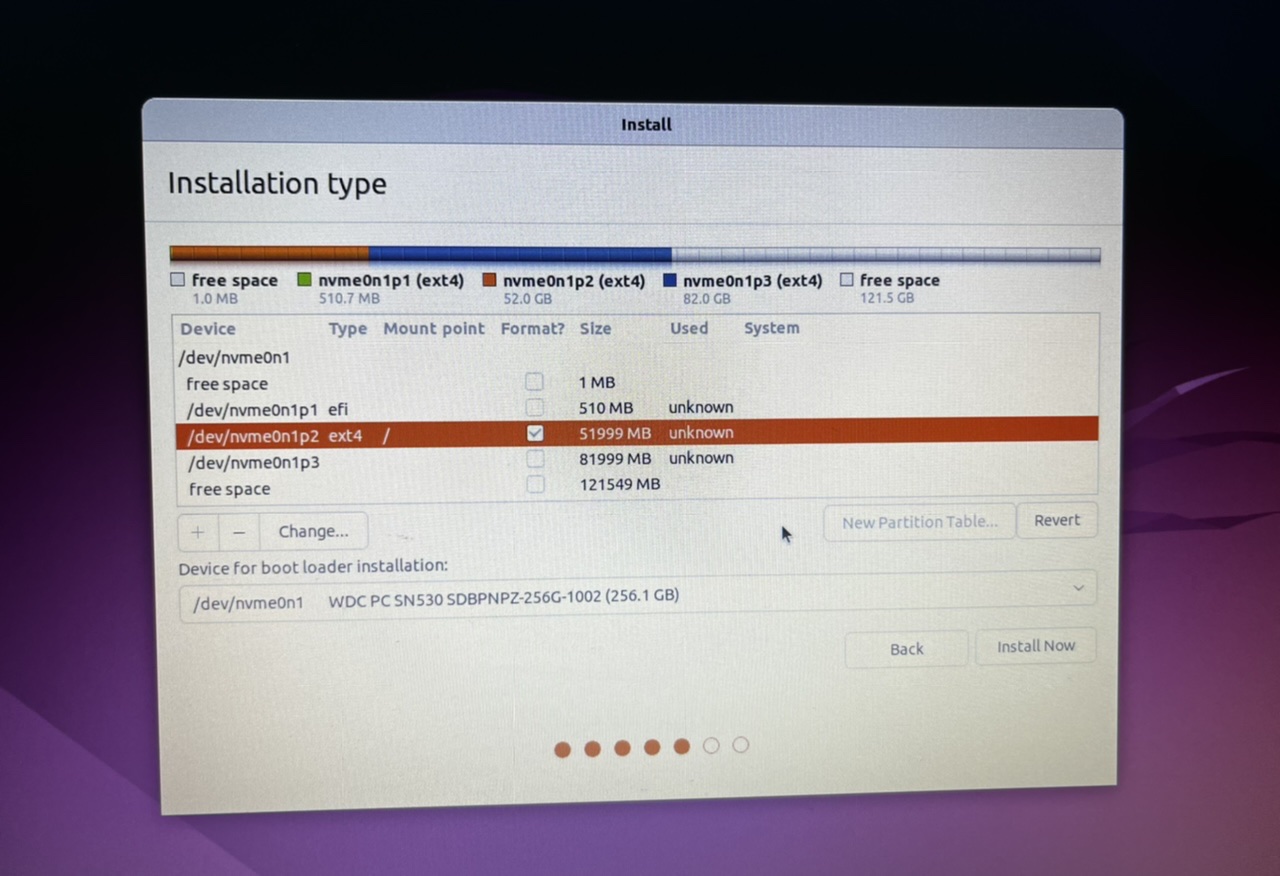 Install
Installation type
free space nvme0n1p1 (ext4) nvme0n1p2 (ext4) nvme0n1p3 (ext4) free space
1.0 MB 510.7 MB 52.0 GB 82.0 GB 121.5 GB
Device Type Mount point Format? Size Used System
/dev/nvme0n1
free space 1 MB
/dev/nvme0n1p1 efi 510 MB unknown
/dev/nvme0n1p2 ext4 / 51999 MB unknown
/dev/nvme0n1p3 81999 MB unknown
free space 121549 MB
+ − Change... New Partition Table... Revert
Device for boot loader installation:
/dev/nvme0n1 WDC PC SN530 SDBPNPZ-256G-1002 (256.1 GB)
Back Install Now